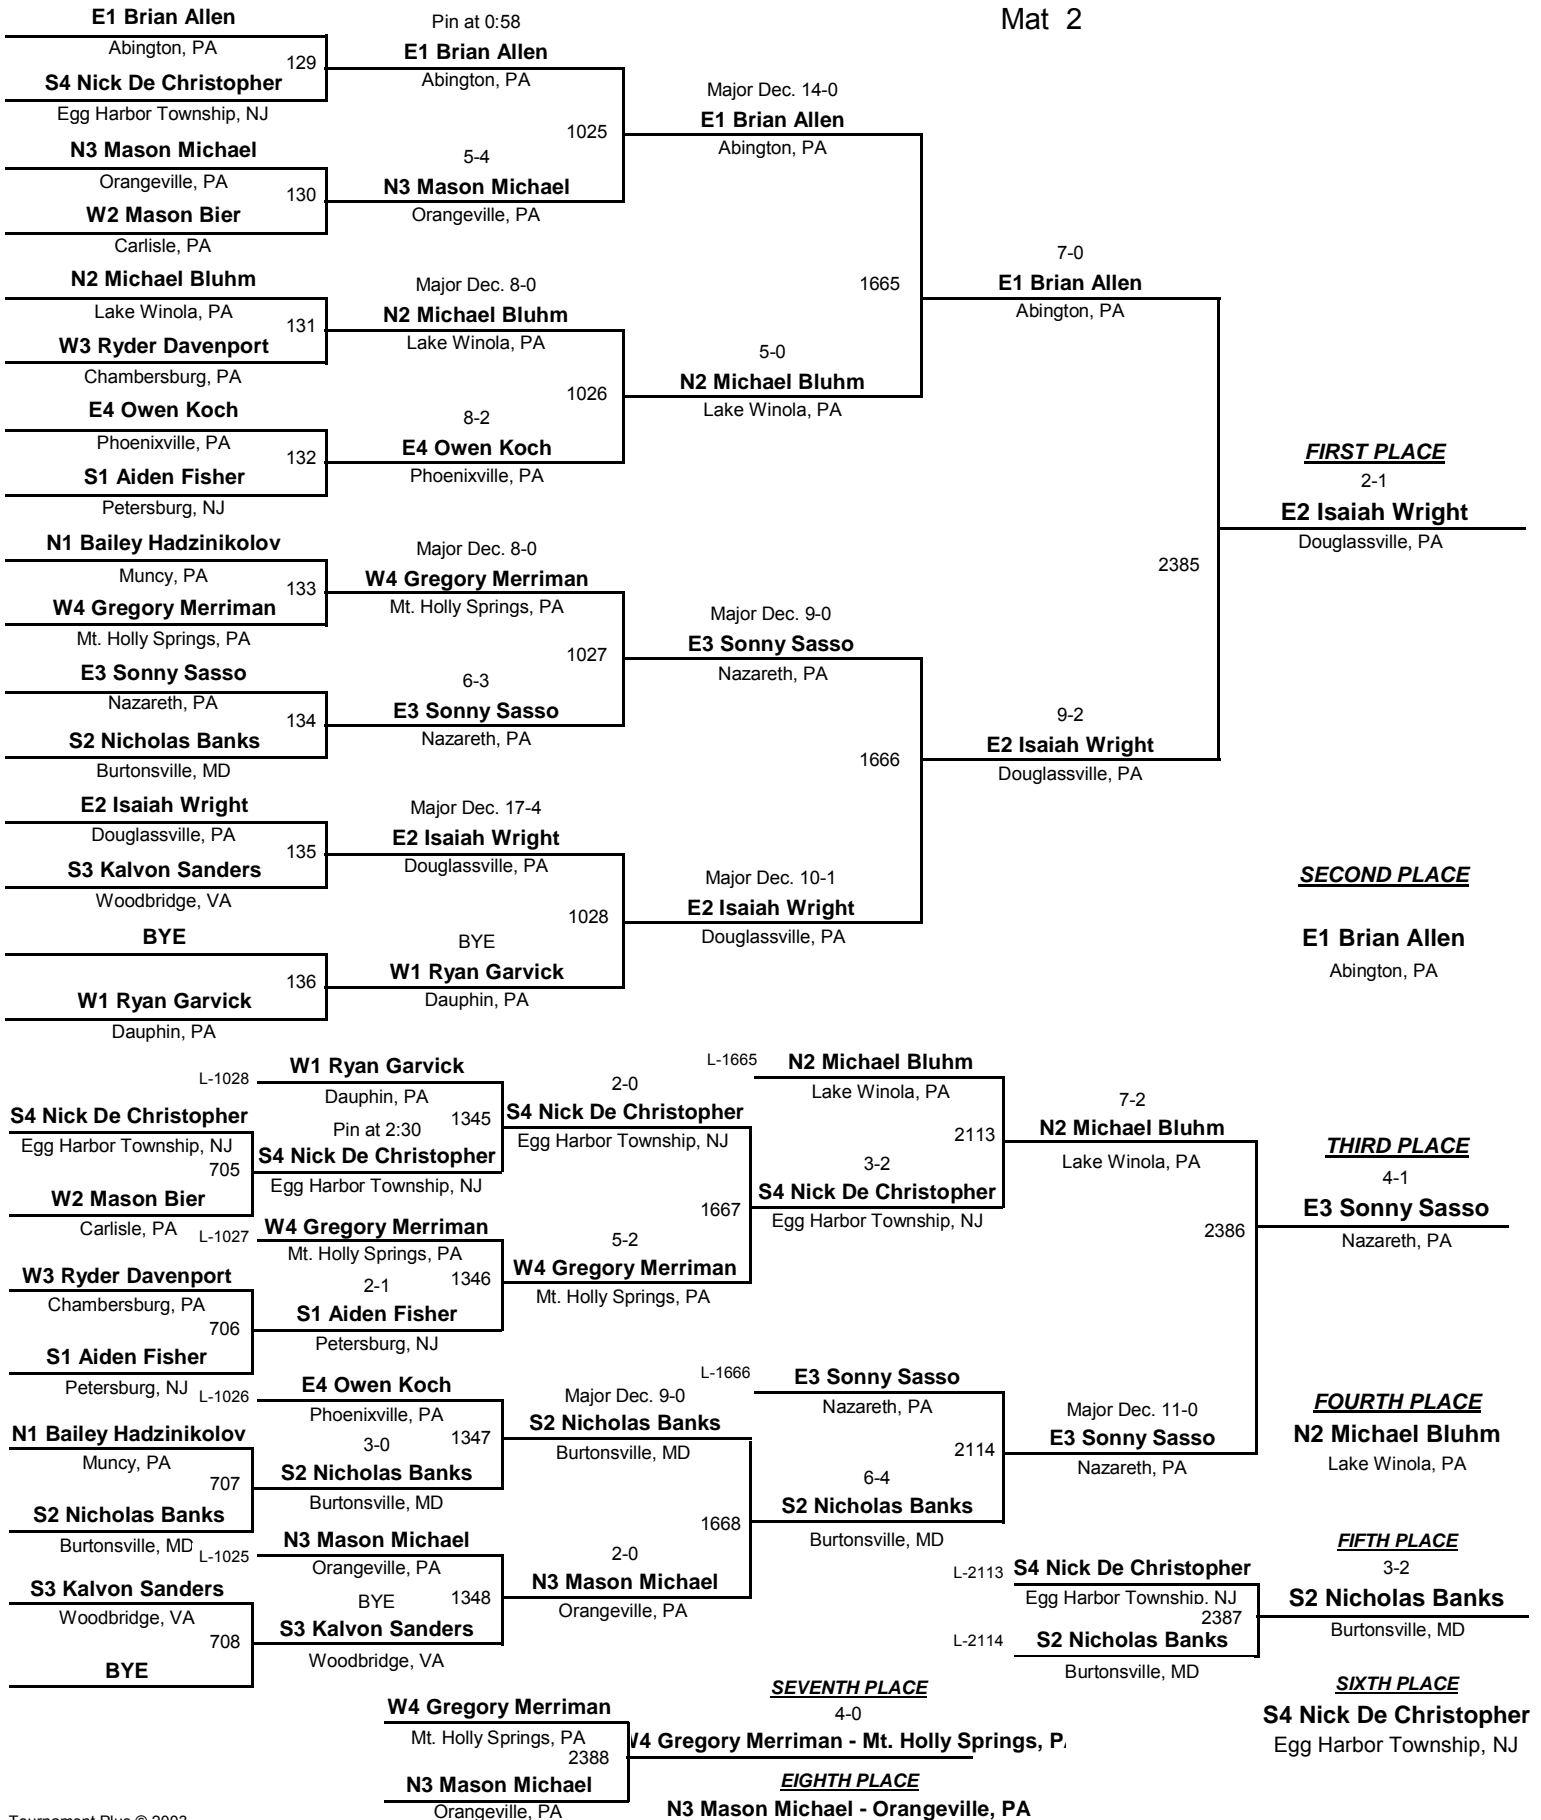 Mat 2
E1 Brian Allen
Abington, PA
129
S4 Nick De Christopher
Egg Harbor Township, NJ
N3 Mason Michael
Orangeville, PA
130
W2 Mason Bier
Carlisle, PA
N2 Michael Bluhm
Lake Winola, PA
131
W3 Ryder Davenport
Chambersburg, PA
E4 Owen Koch
Phoenixville, PA
132
S1 Aiden Fisher
Petersburg, NJ
N1 Bailey Hadzinikolov
Muncy, PA
133
W4 Gregory Merriman
Mt. Holly Springs, PA
E3 Sonny Sasso
Nazareth, PA
134
S2 Nicholas Banks
Burtonsville, MD
E2 Isaiah Wright
Douglassville, PA
135
S3 Kalvon Sanders
Woodbridge, VA
BYE
136
W1 Ryan Garvick
Dauphin, PA
Pin at 0:58
E1 Brian Allen
Abington, PA
1025
5-4
N3 Mason Michael
Orangeville, PA
Major Dec. 8-0
N2 Michael Bluhm
Lake Winola, PA
1026
8-2
E4 Owen Koch
Phoenixville, PA
Major Dec. 8-0
W4 Gregory Merriman
Mt. Holly Springs, PA
1027
6-3
E3 Sonny Sasso
Nazareth, PA
Major Dec. 17-4
E2 Isaiah Wright
Douglassville, PA
1028
BYE
W1 Ryan Garvick
Dauphin, PA
Major Dec. 14-0
E1 Brian Allen
Abington, PA
1665
5-0
N2 Michael Bluhm
Lake Winola, PA
Major Dec. 9-0
E3 Sonny Sasso
Nazareth, PA
1666
Major Dec. 10-1
E2 Isaiah Wright
Douglassville, PA
7-0
E1 Brian Allen
Abington, PA
2385
9-2
E2 Isaiah Wright
Douglassville, PA
FIRST PLACE
2-1
E2 Isaiah Wright
Douglassville, PA
SECOND PLACE
E1 Brian Allen
Abington, PA
S4 Nick De Christopher
Egg Harbor Township, NJ
705
W2 Mason Bier
Carlisle, PA
W3 Ryder Davenport
Chambersburg, PA
706
S1 Aiden Fisher
Petersburg, NJ
N1 Bailey Hadzinikolov
Muncy, PA
707
S2 Nicholas Banks
Burtonsville, MD
S3 Kalvon Sanders
Woodbridge, VA
708
BYE
L-1028
W1 Ryan Garvick
Dauphin, PA
1345
Pin at 2:30
S4 Nick De Christopher
Egg Harbor Township, NJ
L-1027
W4 Gregory Merriman
Mt. Holly Springs, PA
1346
2-1
S1 Aiden Fisher
Petersburg, NJ
L-1026
E4 Owen Koch
Phoenixville, PA
1347
3-0
S2 Nicholas Banks
Burtonsville, MD
L-1025
N3 Mason Michael
Orangeville, PA
1348
BYE
S3 Kalvon Sanders
Woodbridge, VA
2-0
S4 Nick De Christopher
Egg Harbor Township, NJ
1667
5-2
W4 Gregory Merriman
Mt. Holly Springs, PA
Major Dec. 9-0
S2 Nicholas Banks
Burtonsville, MD
1668
2-0
N3 Mason Michael
Orangeville, PA
L-1665
N2 Michael Bluhm
Lake Winola, PA
2113
3-2
S4 Nick De Christopher
Egg Harbor Township, NJ
L-1666
E3 Sonny Sasso
Nazareth, PA
2114
6-4
S2 Nicholas Banks
Burtonsville, MD
7-2
N2 Michael Bluhm
Lake Winola, PA
2386
Major Dec. 11-0
E3 Sonny Sasso
Nazareth, PA
THIRD PLACE
4-1
E3 Sonny Sasso
Nazareth, PA
FOURTH PLACE
N2 Michael Bluhm
Lake Winola, PA
L-2113
S4 Nick De Christopher
Egg Harbor Township, NJ
2387
L-2114
S2 Nicholas Banks
Burtonsville, MD
FIFTH PLACE
3-2
S2 Nicholas Banks
Burtonsville, MD
SIXTH PLACE
S4 Nick De Christopher
Egg Harbor Township, NJ
W4 Gregory Merriman
Mt. Holly Springs, PA
2388
N3 Mason Michael
Orangeville, PA
SEVENTH PLACE
4-0
W4 Gregory Merriman - Mt. Holly Springs, PA
EIGHTH PLACE
N3 Mason Michael - Orangeville, PA
Tournament Plus © 2003